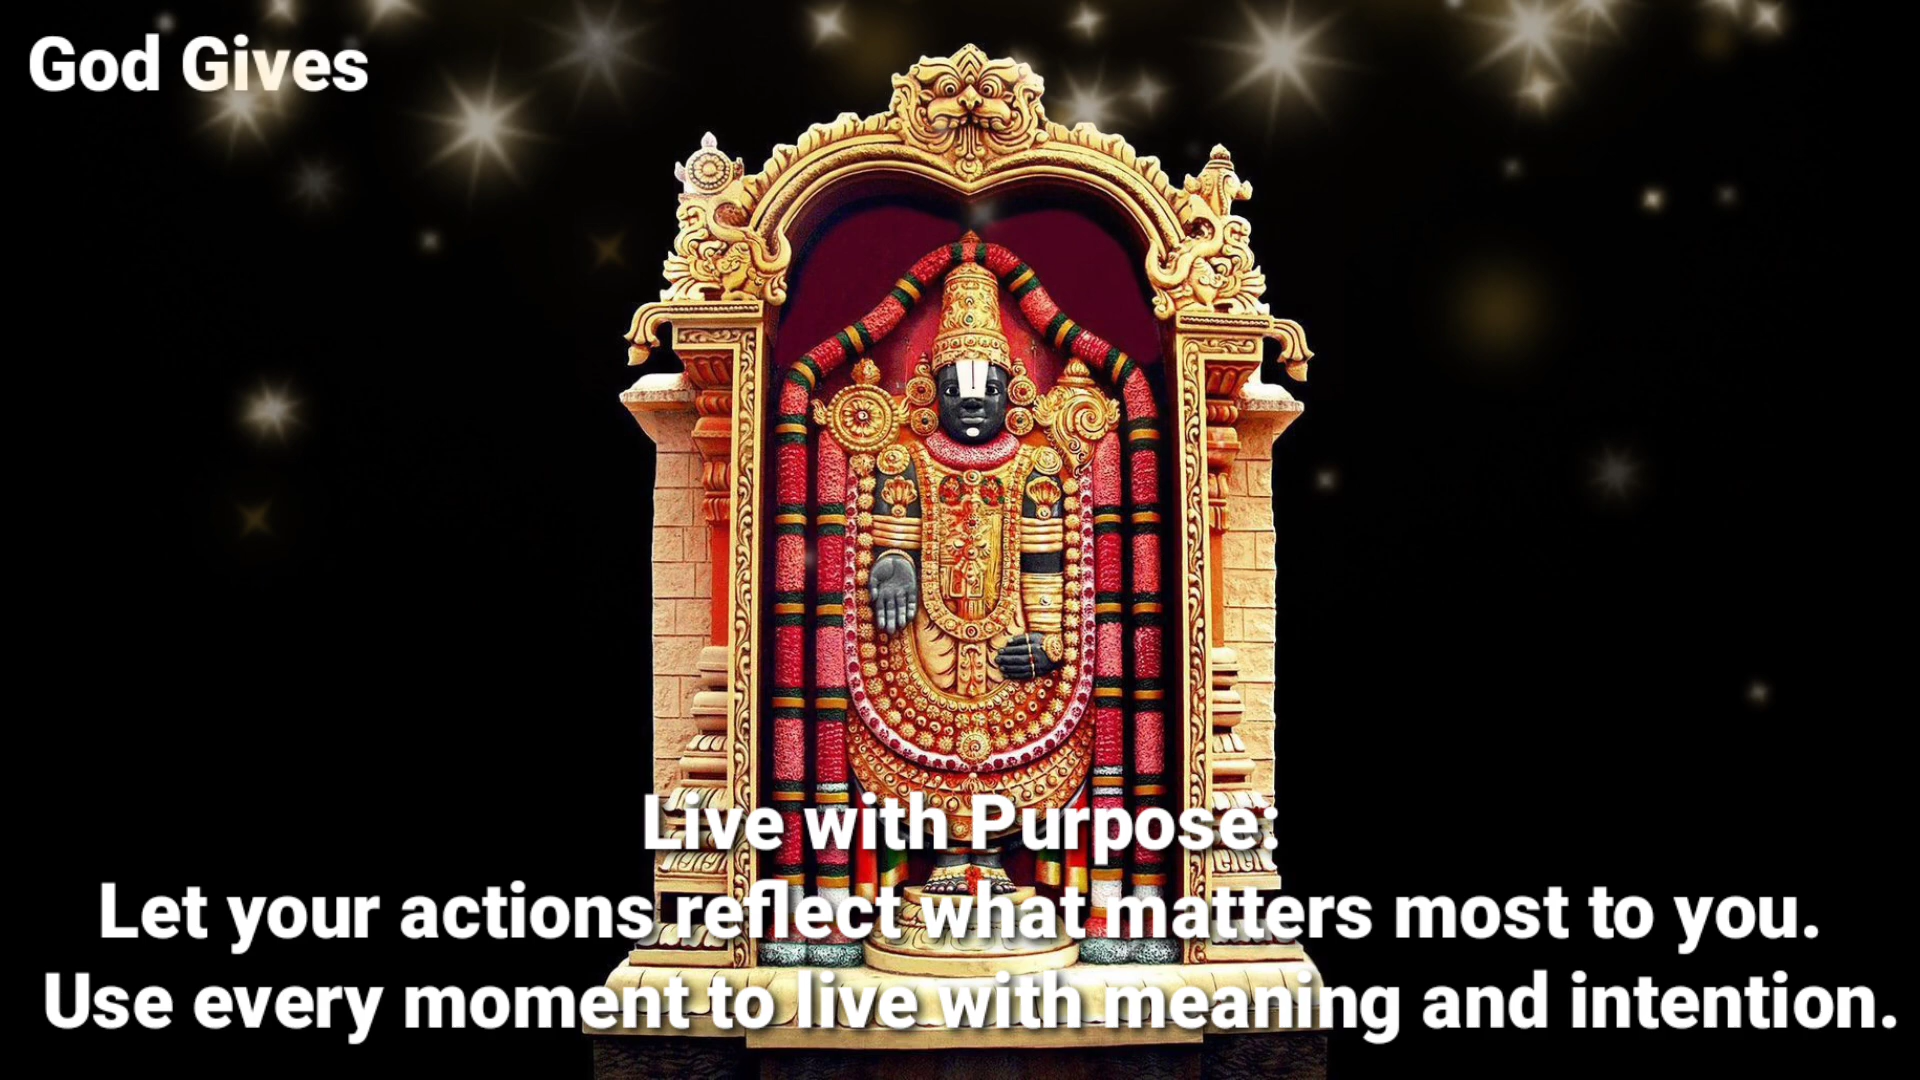 God Gives
Live with Purpose:
Let your actions reflect what matters most to you.
Use every moment to live with meaning and intention.